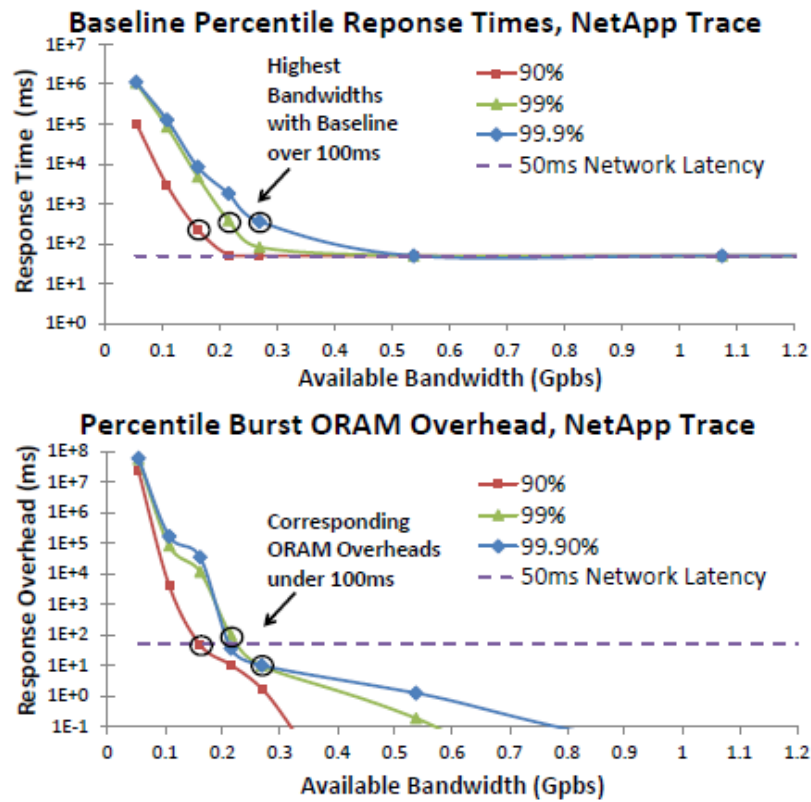 Baseline Percentile Reponse Times, NetApp Trace
1E+7
1E+6
1E+5
1E+4
1E+3
1E+2
1E+1
1E+0
Response Time (ms)
Highest
Bandwidths
with Baseline
over 100ms
90%
99%
99.9%
50ms Network Latency
0 0.1 0.2 0.3 0.4 0.5 0.6 0.7 0.8 0.9 1 1.1 1.2
Available Bandwidth (Gpbs)
Percentile Burst ORAM Overhead, NetApp Trace
1E+8
1E+7
1E+6
1E+5
1E+4
1E+3
1E+2
1E+1
1E+0
1E-1
Response Overhead (ms)
Corresponding
ORAM Overheads
under 100ms
90%
99%
99.90%
50ms Network Latency
0 0.1 0.2 0.3 0.4 0.5 0.6 0.7 0.8 0.9 1 1.1 1.2
Available Bandwidth (Gpbs)